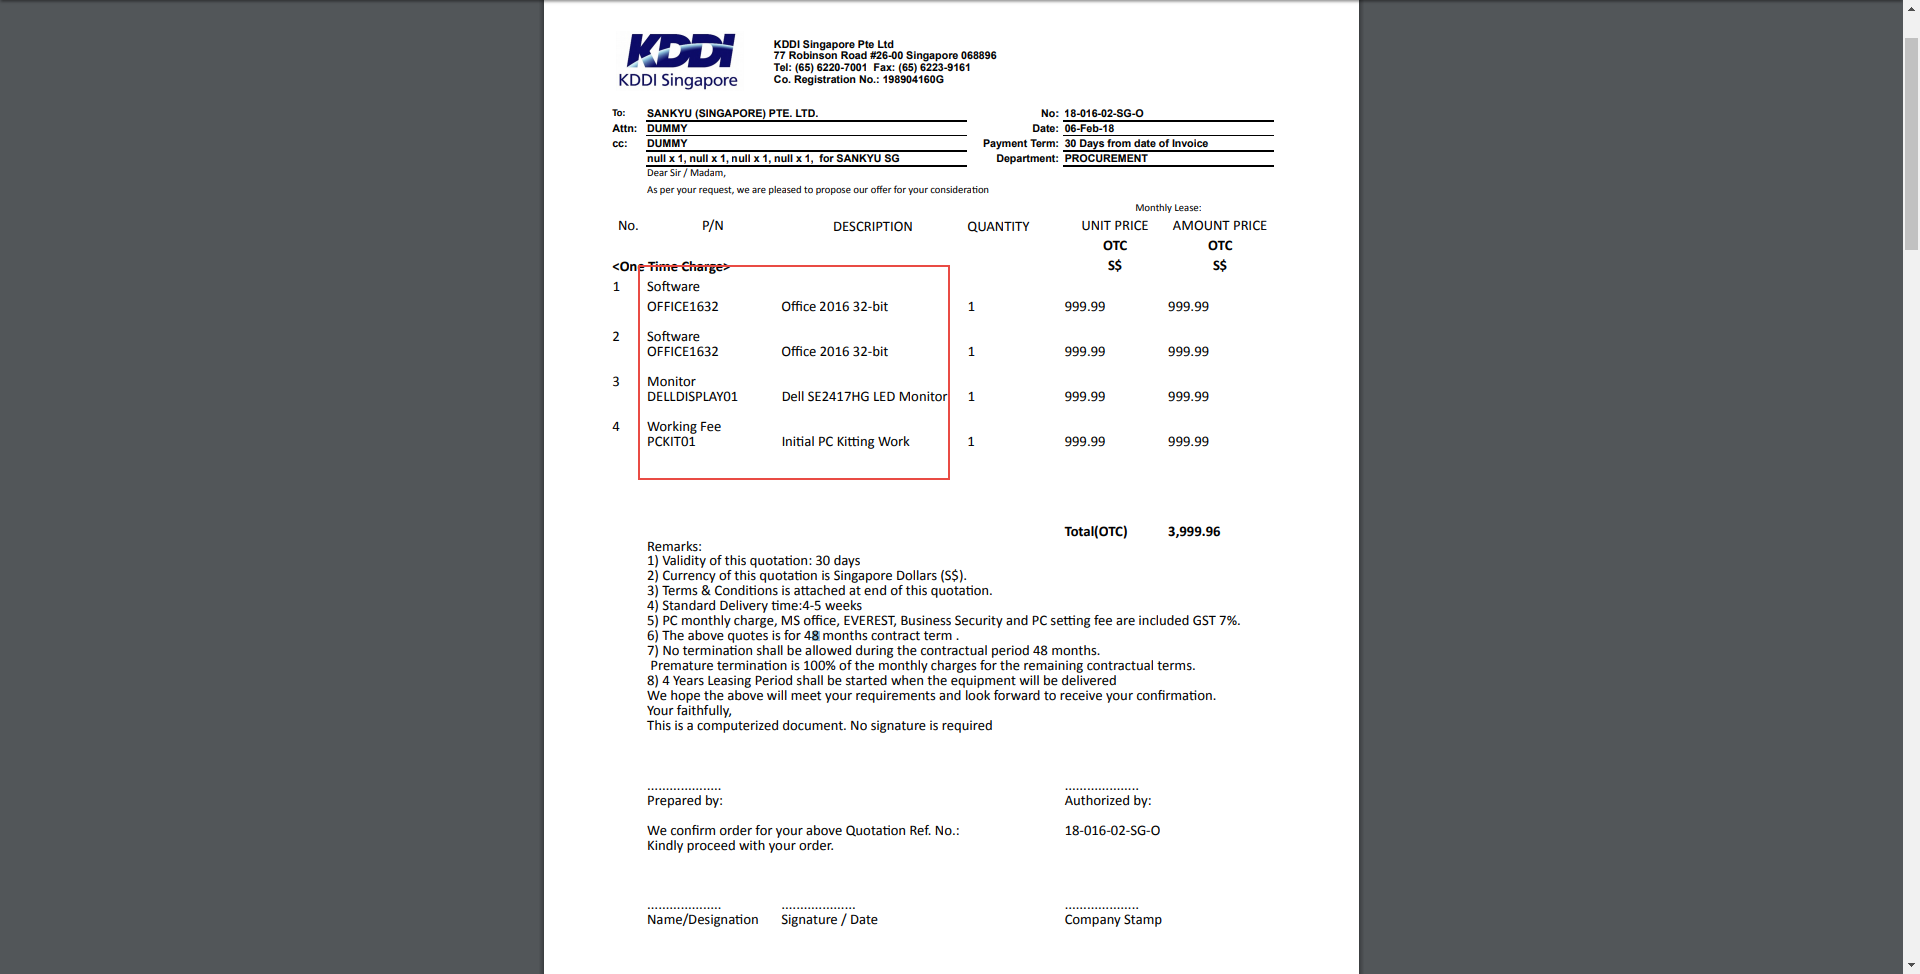 KDDI
KDDI Singapore
KDDI Singapore Pte Ltd
77 Robinson Road #26-00 Singapore 068896
Tel: (65) 6220-7001  Fax: (65) 6223-9161
Co. Registration No.: 198904160G
To: SANKYU (SINGAPORE) PTE. LTD. No: 18-016-02-SG-O
Attn: DUMMY Date: 06-Feb-18
cc: DUMMY Payment Term: 30 Days from date of Invoice
null x 1, null x 1, null x 1, null x 1,  for SANKYU SG Department: PROCUREMENT
Dear Sir / Madam,
As per your request, we are pleased to propose our offer for your consideration
Monthly Lease:
No. P/N DESCRIPTION QUANTITY UNIT PRICE AMOUNT PRICE
OTC OTC
<One Time Charge> S$ S$
1 Software
OFFICE1632 Office 2016 32-bit 1 999.99 999.99
2 Software
OFFICE1632 Office 2016 32-bit 1 999.99 999.99
3 Monitor
DELLDISPLAY01 Dell SE2417HG LED Monitor 1 999.99 999.99
4 Working Fee
PCKIT01 Initial PC Kitting Work 1 999.99 999.99
Total(OTC) 3,999.96
Remarks:
1) Validity of this quotation: 30 days
2) Currency of this quotation is Singapore Dollars (S$).
3) Terms & Conditions is attached at end of this quotation.
4) Standard Delivery time:4-5 weeks
5) PC monthly charge, MS office, EVEREST, Business Security and PC setting fee are included GST 7%.
6) The above quotes is for 48 months contract term .
7) No termination shall be allowed during the contractual period 48 months.
Premature termination is 100% of the monthly charges for the remaining contractual terms.
8) 4 Years Leasing Period shall be started when the equipment will be delivered
We hope the above will meet your requirements and look forward to receive your confirmation.
Your faithfully,
This is a computerized document. No signature is required
.................... ....................
Prepared by: Authorized by:
We confirm order for your above Quotation Ref. No.: 18-016-02-SG-O
Kindly proceed with your order.
.................... .................... ....................
Name/Designation Signature / Date Company Stamp